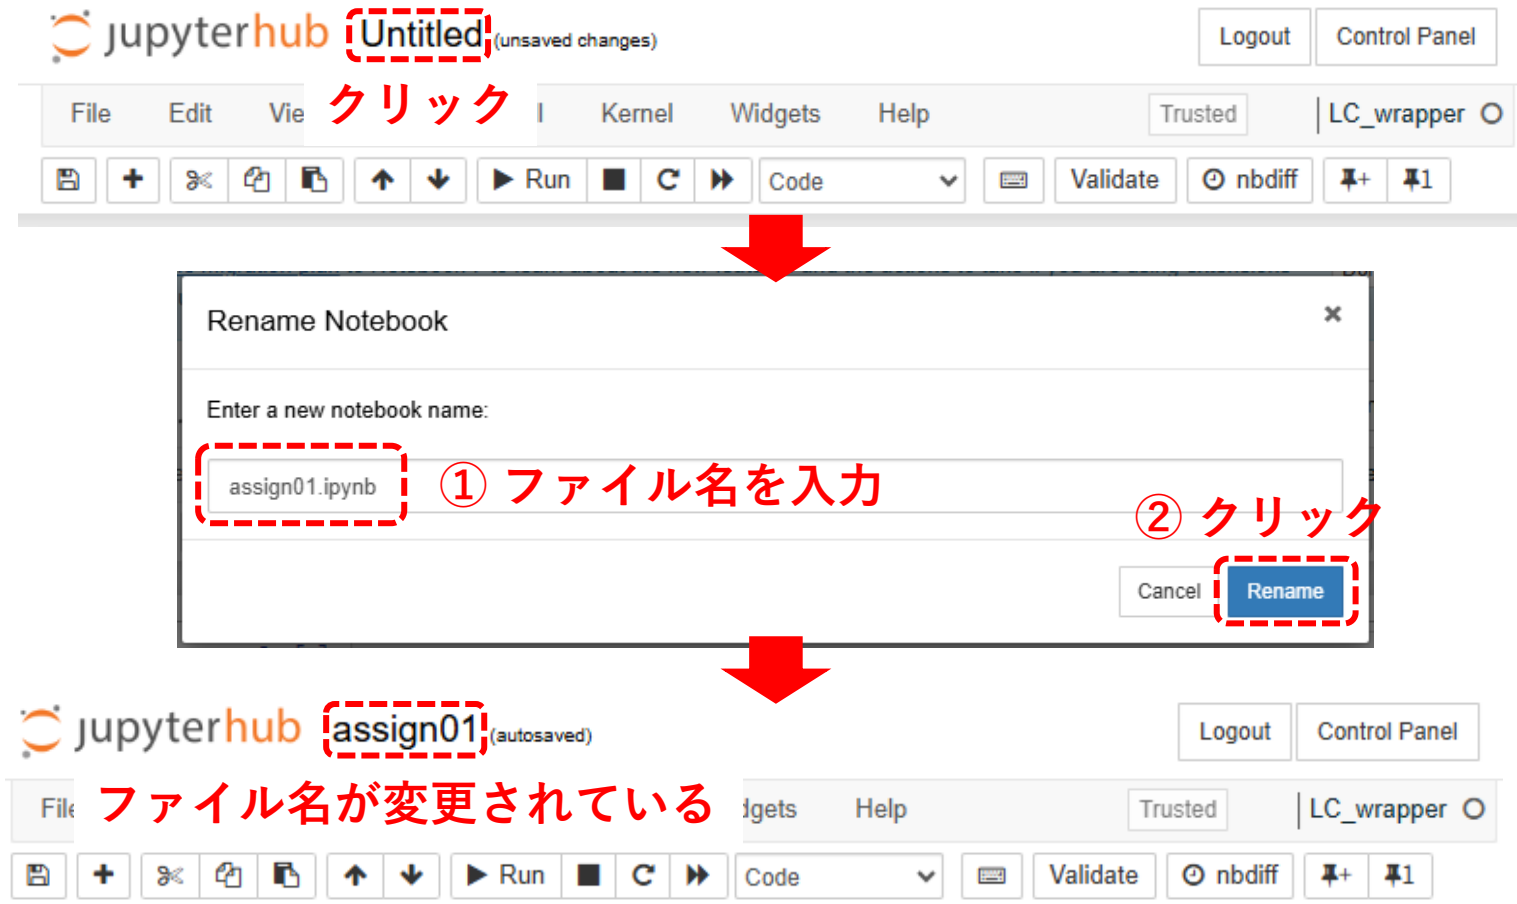 jupyterhub Untitled (unsaved changes) Logout Control Panel
クリック
File Edit Vie Kernel Widgets Help Trusted LC_wrapper
Run Code Validate nbdiff + 1
Rename Notebook ×
Enter a new notebook name:
assign01.ipynb ① ファイル名を入力
② クリック
Cancel Rename
jupyterhub assign01 (autosaved) Logout Control Panel
ファイル名が変更されている
File dgets Help Trusted LC_wrapper
Run Code Validate nbdiff + 1